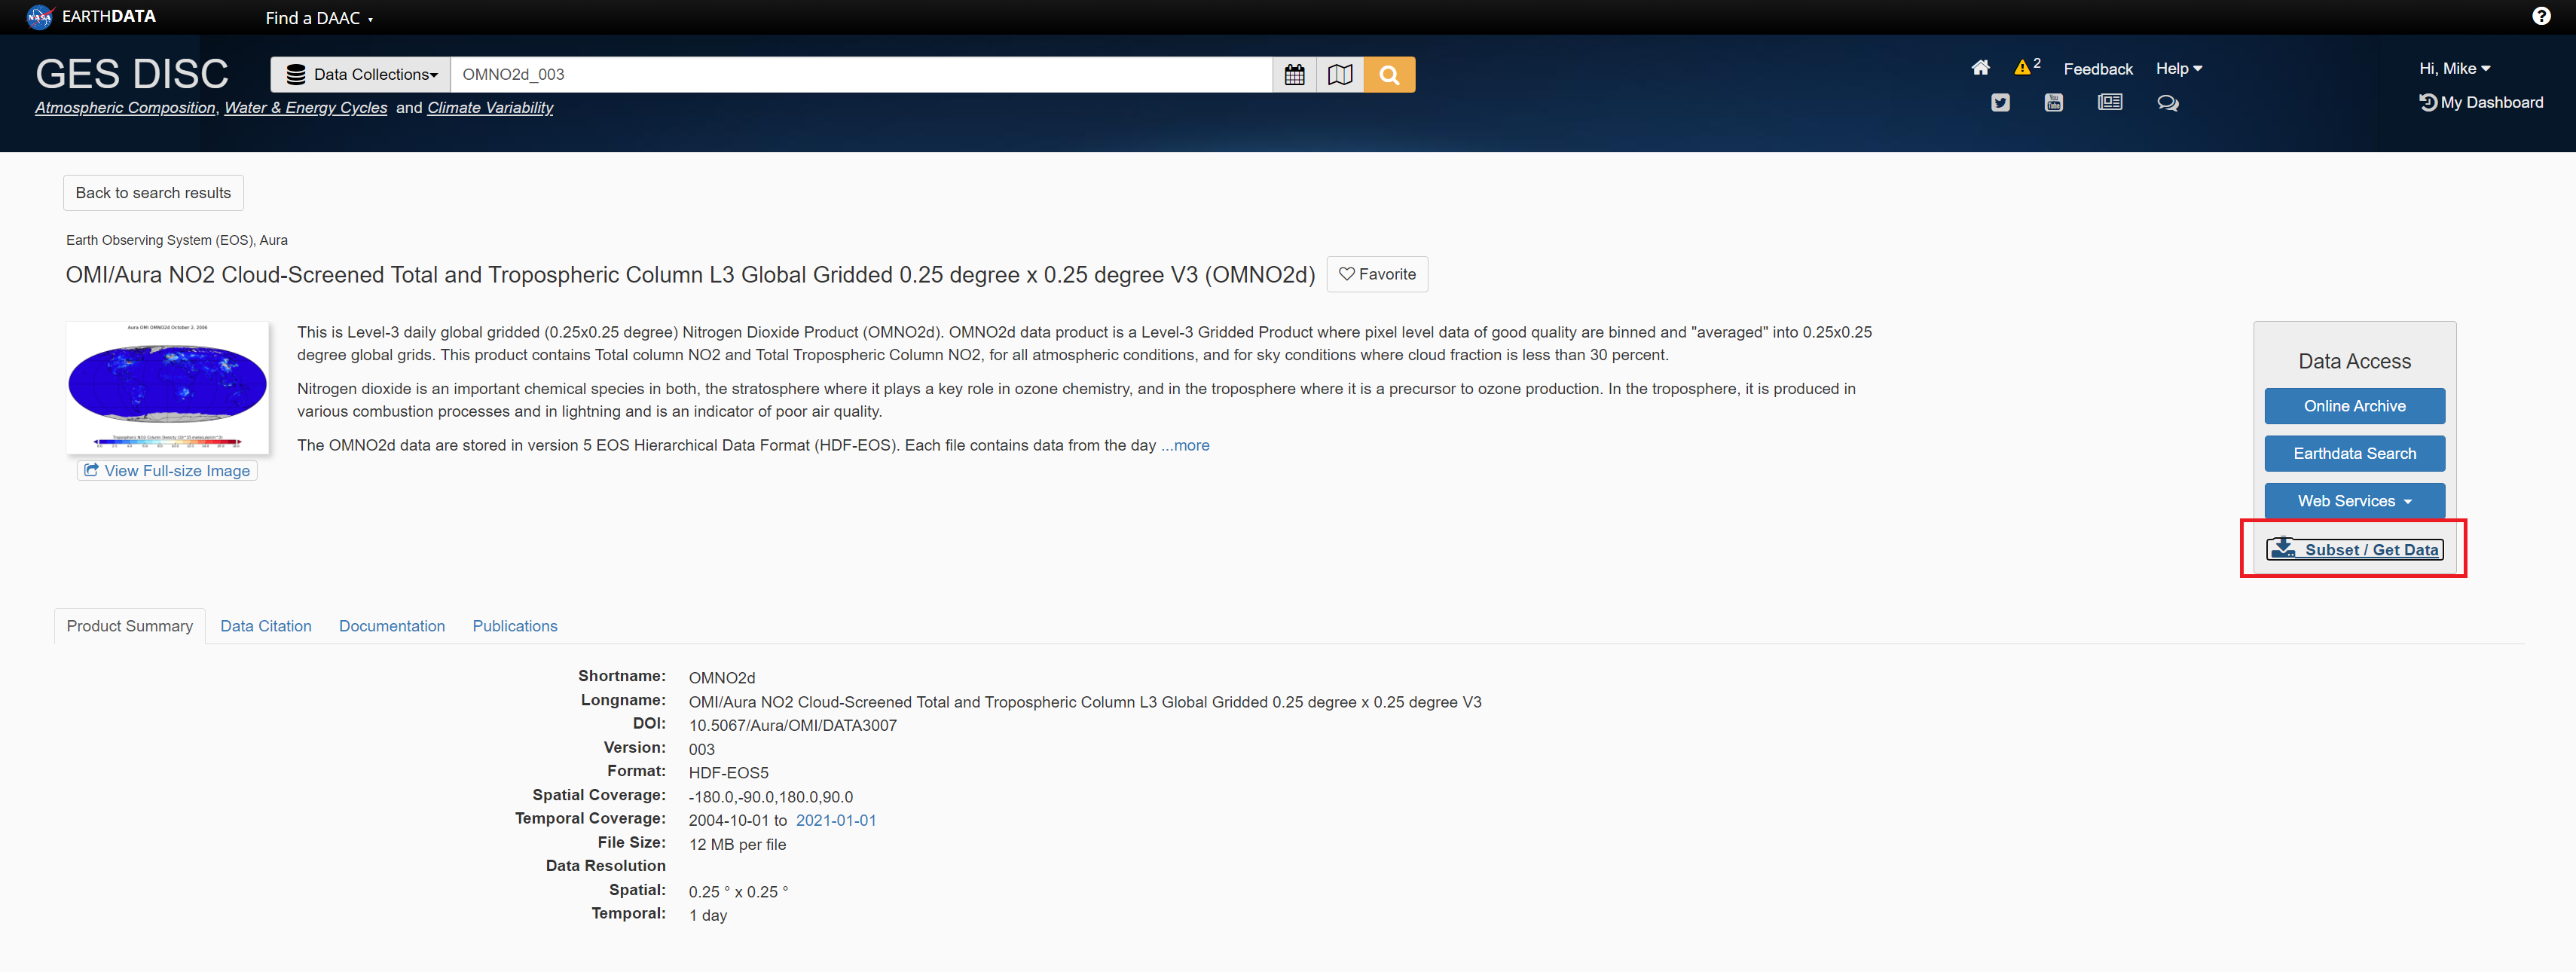 NASA EARTHDATA Find a DAAC
GES DISC Data Collections OMNO2d_003 2 Feedback Help Hi, Mike
Atmospheric Composition, Water & Energy Cycles and Climate Variability You Tube My Dashboard
Back to search results
Earth Observing System (EOS), Aura
OMI/Aura NO2 Cloud-Screened Total and Tropospheric Column L3 Global Gridded 0.25 degree x 0.25 degree V3 (OMNO2d) Favorite
Aura OMI OMNO2d October 2, 2006
This is Level-3 daily global gridded (0.25x0.25 degree) Nitrogen Dioxide Product (OMNO2d). OMNO2d data product is a Level-3 Gridded Product where pixel level data of good quality are binned and "averaged" into 0.25x0.25
degree global grids. This product contains Total column NO2 and Total Tropospheric Column NO2, for all atmospheric conditions, and for sky conditions where cloud fraction is less than 30 percent.
Nitrogen dioxide is an important chemical species in both, the stratosphere where it plays a key role in ozone chemistry, and in the troposphere where it is a precursor to ozone production. In the troposphere, it is produced in
various combustion processes and in lightning and is an indicator of poor air quality.
The OMNO2d data are stored in version 5 EOS Hierarchical Data Format (HDF-EOS). Each file contains data from the day ...more
View Full-size Image
Data Access
Online Archive
Earthdata Search
Web Services
Subset / Get Data
Product Summary Data Citation Documentation Publications
Shortname: OMNO2d
Longname: OMI/Aura NO2 Cloud-Screened Total and Tropospheric Column L3 Global Gridded 0.25 degree x 0.25 degree V3
DOI: 10.5067/Aura/OMI/DATA3007
Version: 003
Format: HDF-EOS5
Spatial Coverage: -180.0,-90.0,180.0,90.0
Temporal Coverage: 2004-10-01 to 2021-01-01
File Size: 12 MB per file
Data Resolution
Spatial: 0.25 ° x 0.25 °
Temporal: 1 day